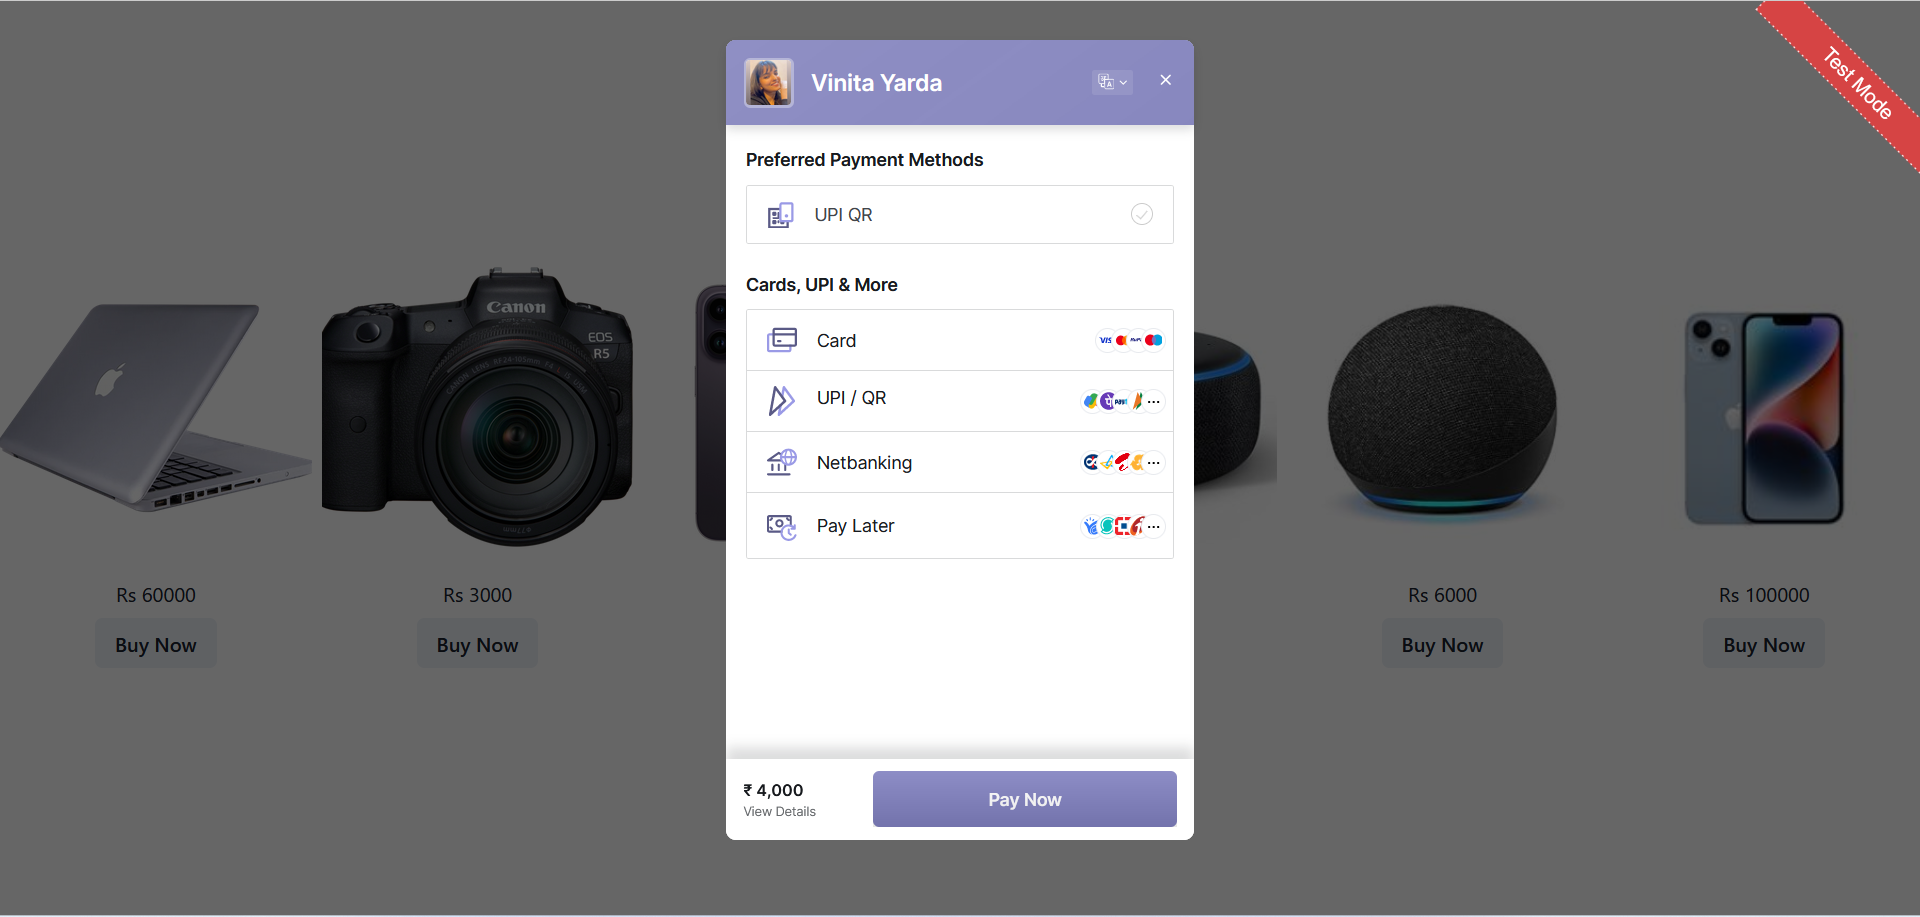 Test Mode
Vinita Yarda
Preferred Payment Methods
UPI QR
Cards, UPI & More
Card
VISA
UPI / QR
Netbanking
Pay Later
₹ 4,000
View Details
Pay Now
Canon
EOS
R5
Rs 60000
Buy Now
Rs 3000
Buy Now
Rs 6000
Buy Now
Rs 100000
Buy Now